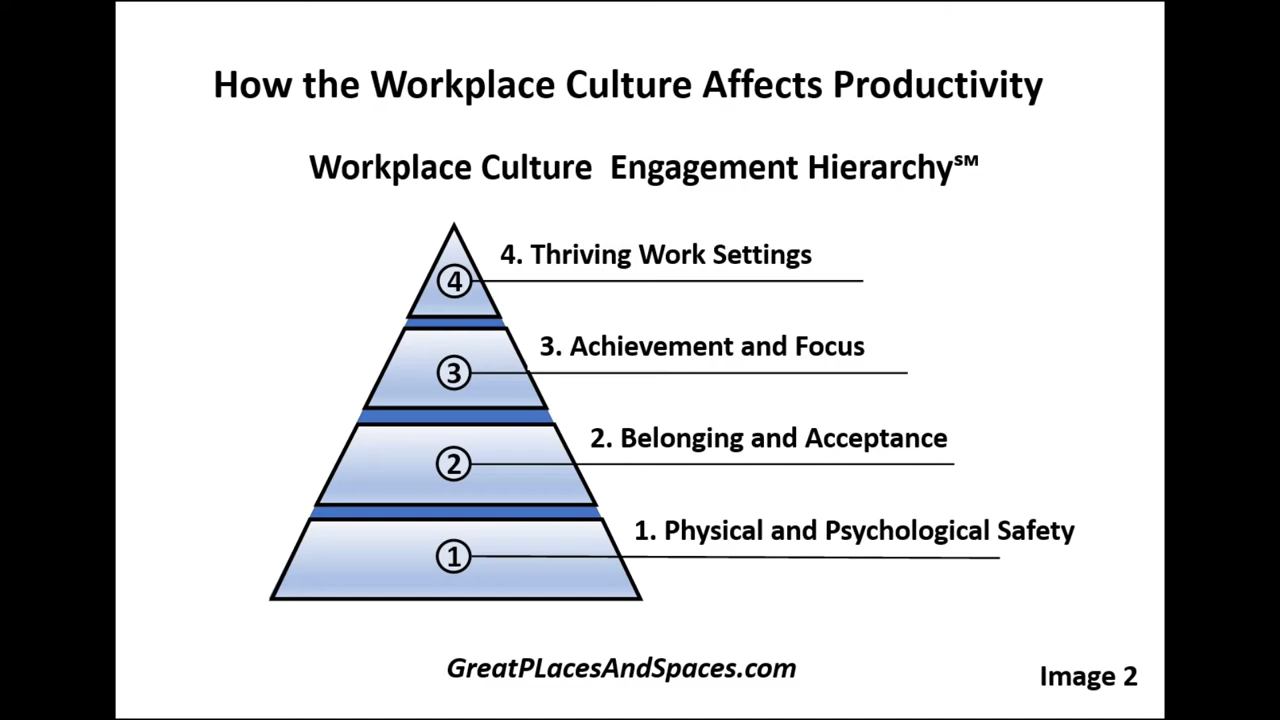 How the Workplace Culture Affects Productivity
Workplace Culture Engagement Hierarchy℠
4
4. Thriving Work Settings
3
3. Achievement and Focus
2
2. Belonging and Acceptance
1
1. Physical and Psychological Safety
GreatPLacesAndSpaces.com
Image 2